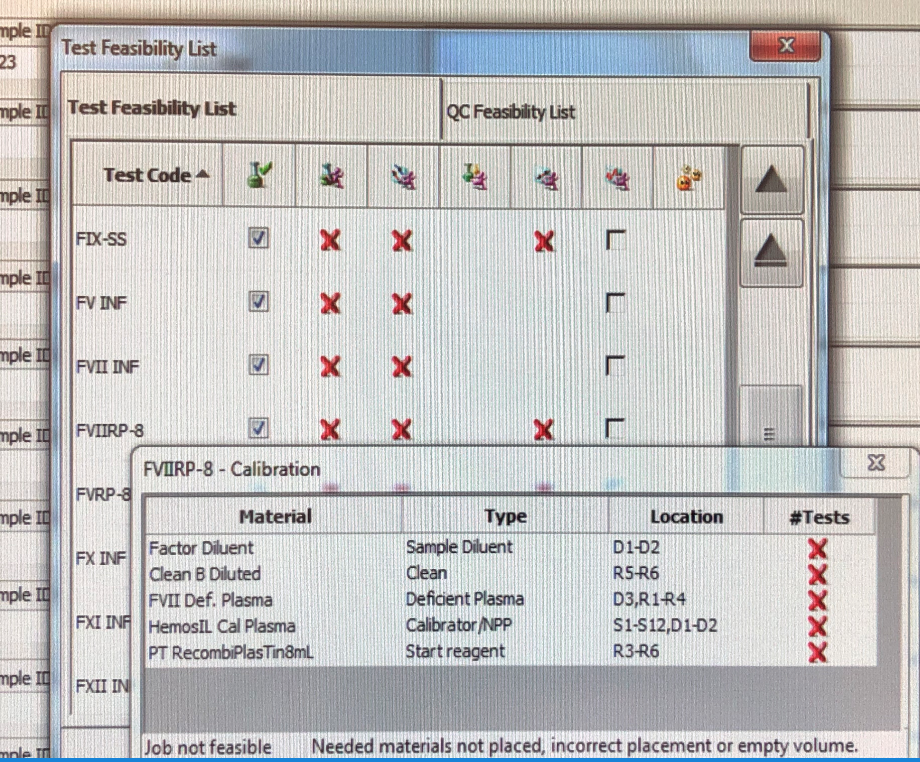 mple ID
23
mple ID
mple ID
mple ID
mple ID
mple ID
mple ID
mple ID
mple ID
mple ID
Test Feasibility List
X
Test Feasibility List QC Feasibility List
Test Code
FIX-SS
FV INF
FVII INF
FVIIRP-8
FVRP-8
FX INF
FXI INF
FXII IN
FVIIRP-8 - Calibration
X
Material Type Location #Tests
Factor Diluent Sample Diluent D1-D2
Clean B Diluted Clean R5-R6
FVII Def. Plasma Deficient Plasma D3,R1-R4
HemosIL Cal Plasma Calibrator/NPP S1-S12,D1-D2
PT RecombiPlasTin8mL Start reagent R3-R6
Job not feasible Needed materials not placed, incorrect placement or empty volume.